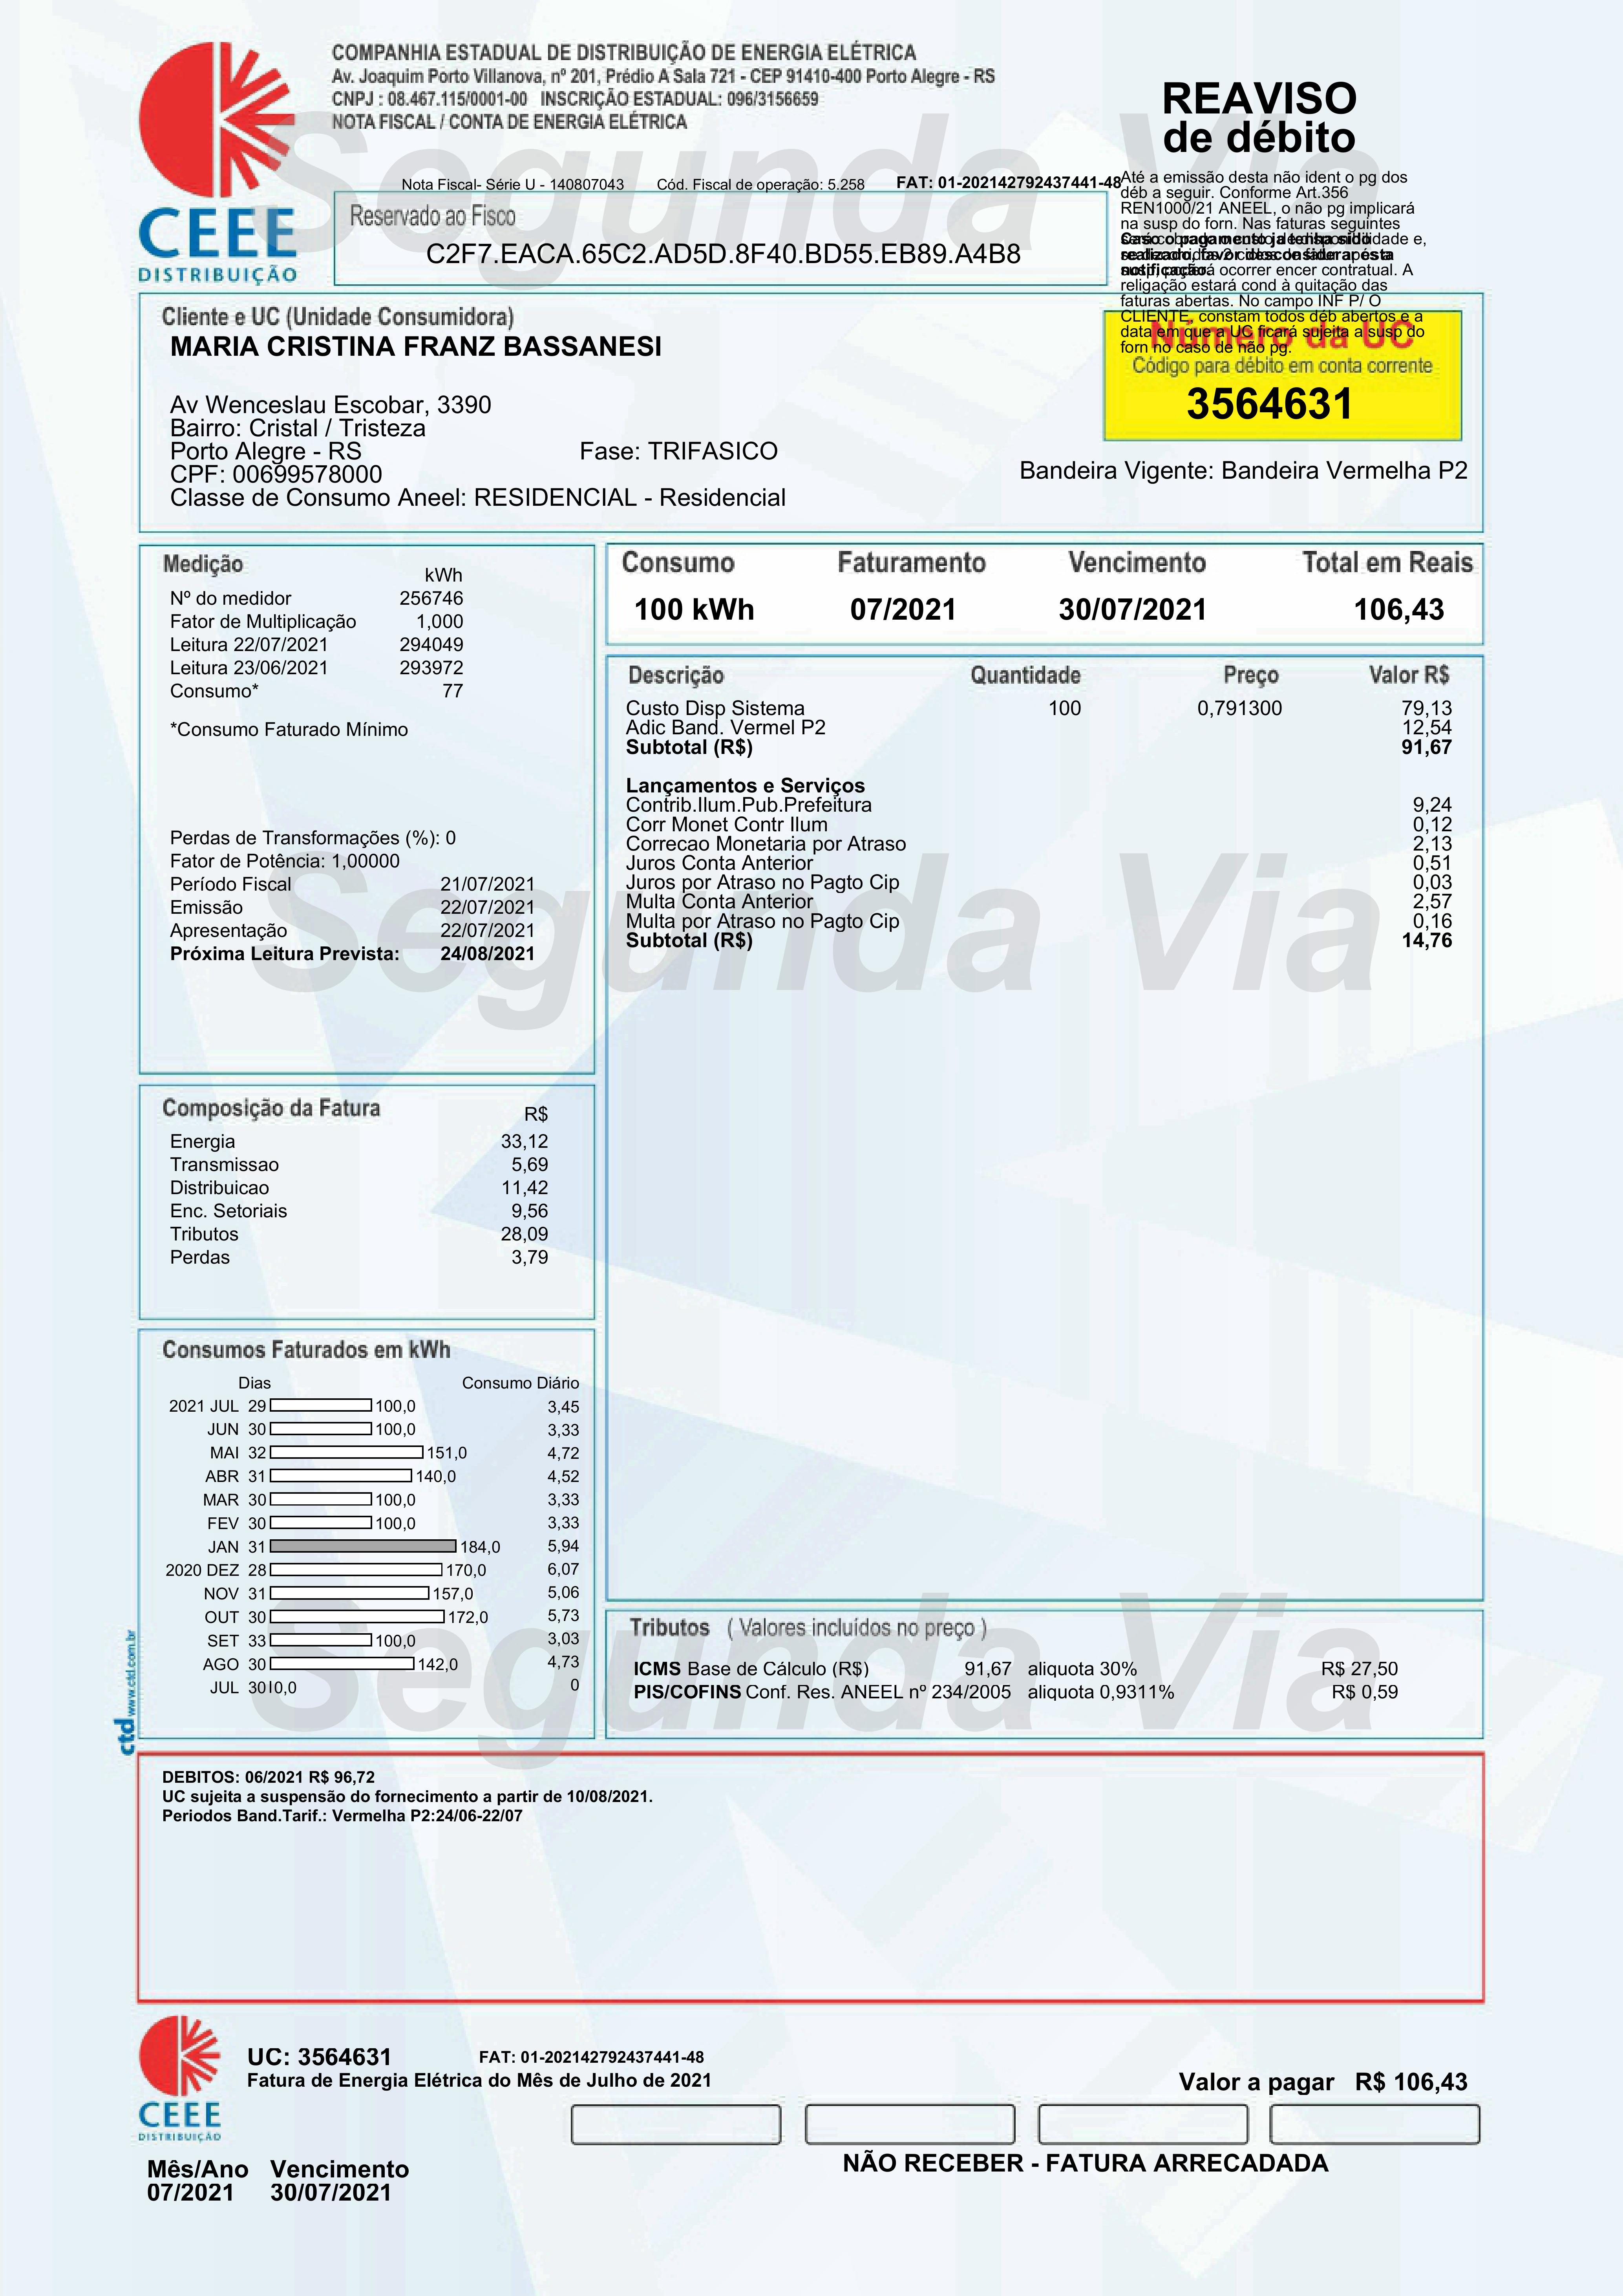 COMPANHIA ESTADUAL DE DISTRIBUIÇÃO DE ENERGIA ELÉTRICA
Av. Joaquim Porto Villanova, nº 201, Prédio A Sala 721 - CEP 91410-400 Porto Alegre - RS
CNPJ : 08.467.115/0001-00 INSCRIÇÃO ESTADUAL: 096/3156659
NOTA FISCAL / CONTA DE ENERGIA ELÉTRICA
REAVISO
de débito
Segunda Via
CEEE
DISTRIBUIÇÃO
Nota Fiscal- Série U - 140807043 Cód. Fiscal de operação: 5.258 FAT: 01-202142792437441-48
Reservado ao Fisco
C2F7.EACA.65C2.AD5D.8F40.BD55.EB89.A4B8
Até a emissão desta não ident o pg dos
déb a seguir. Conforme Art.356
REN1000/21 ANEEL, o não pg implicará
na susp do forn. Nas faturas seguintes
ocorrer encer contratual. A
religação estará cond à quitação das
faturas abertas. No campo INF P/ O
CLIENTE, constam todos déb abertos e a
data em que a UC ficará sujeita a susp do
forn no caso de não pg.
Cliente e UC (Unidade Consumidora)
MARIA CRISTINA FRANZ BASSANESI
Av Wenceslau Escobar, 3390
Bairro: Cristal / Tristeza
Porto Alegre - RS Fase: TRIFASICO
CPF: 00699578000
Classe de Consumo Aneel: RESIDENCIAL - Residencial
Número da UC
Código para débito em conta corrente
3564631
Bandeira Vigente: Bandeira Vermelha P2
Medição
kWh
Nº do medidor 256746
Fator de Multiplicação 1,000
Leitura 22/07/2021 294049
Leitura 23/06/2021 293972
Consumo* 77
*Consumo Faturado Mínimo
Perdas de Transformações (%): 0
Fator de Potência: 1,00000
Período Fiscal 21/07/2021
Emissão 22/07/2021
Apresentação 22/07/2021
Próxima Leitura Prevista: 24/08/2021
Consumo Faturamento Vencimento Total em Reais
100 kWh 07/2021 30/07/2021 106,43
Descrição Quantidade Preço Valor R$
Custo Disp Sistema 100 0,791300 79,13
Adic Band. Vermel P2 12,54
Subtotal (R$) 91,67
Lançamentos e Serviços
Contrib.Ilum.Pub.Prefeitura 9,24
Corr Monet Contr Ilum 0,12
Correcao Monetaria por Atraso 2,13
Juros Conta Anterior 0,51
Juros por Atraso no Pagto Cip 0,03
Multa Conta Anterior 2,57
Multa por Atraso no Pagto Cip 0,16
Subtotal (R$) 14,76
Segunda Via
Composição da Fatura
R$
Energia 33,12
Transmissao 5,69
Distribuicao 11,42
Enc. Setoriais 9,56
Tributos 28,09
Perdas 3,79
Consumos Faturados em kWh
Dias Consumo Diário
2021 JUL 29 100,0 3,45
JUN 30 100,0 3,33
MAI 32 151,0 4,72
ABR 31 140,0 4,52
MAR 30 100,0 3,33
FEV 30 100,0 3,33
JAN 31 184,0 5,94
2020 DEZ 28 170,0 6,07
NOV 31 157,0 5,06
OUT 30 172,0 5,73
SET 33 100,0 3,03
AGO 30 142,0 4,73
JUL 30 0,0 0
Segunda Via
Tributos ( Valores incluídos no preço )
ICMS Base de Cálculo (R$) 91,67 aliquota 30% R$ 27,50
PIS/COFINS Conf. Res. ANEEL nº 234/2005 aliquota 0,9311% R$ 0,59
ctd www.ctd.com.br
DEBITOS: 06/2021 R$ 96,72
UC sujeita a suspensão do fornecimento a partir de 10/08/2021.
Periodos Band.Tarif.: Vermelha P2:24/06-22/07
CEEE
DISTRIBUIÇÃO
UC: 3564631 FAT: 01-202142792437441-48
Fatura de Energia Elétrica do Mês de Julho de 2021
Valor a pagar R$ 106,43
NÃO RECEBER - FATURA ARRECADADA
Mês/Ano Vencimento
07/2021 30/07/2021